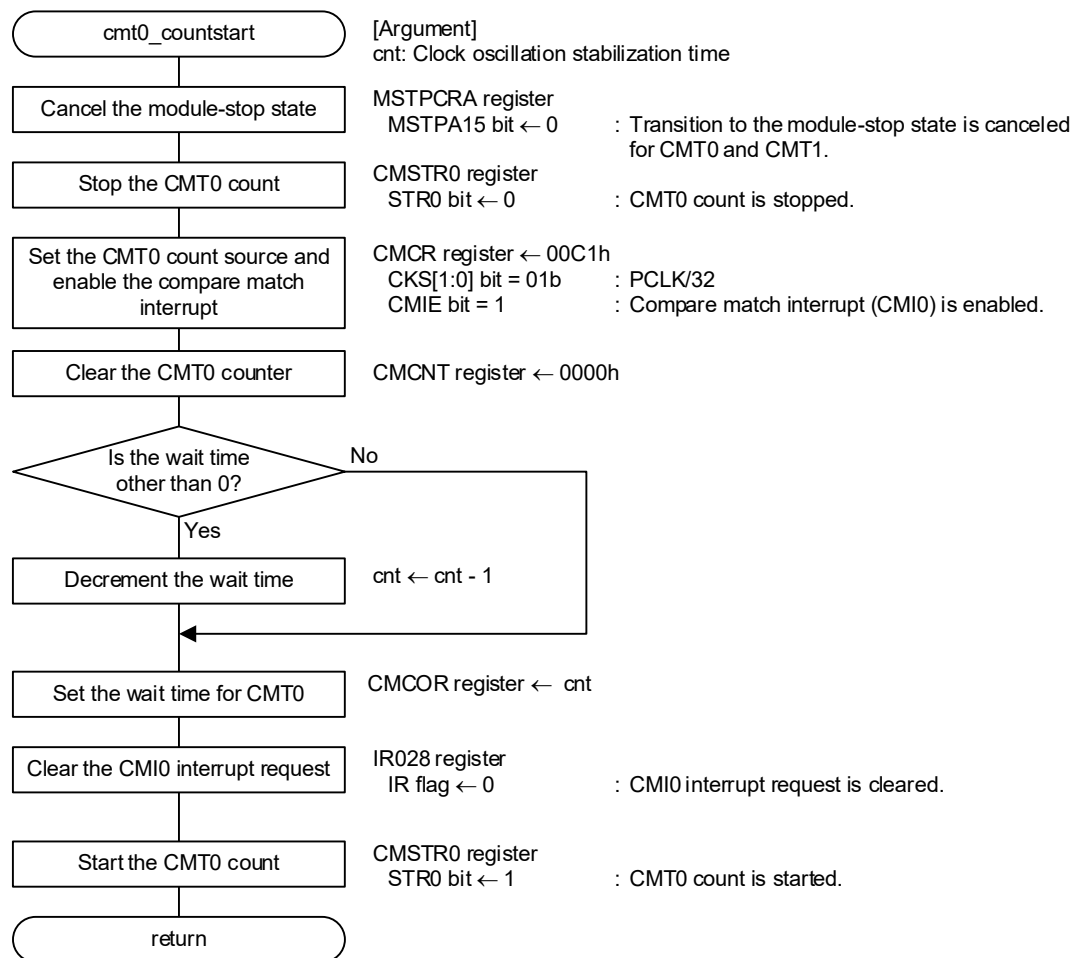 cmt0_countstart
[Argument]
cnt: Clock oscillation stabilization time
Cancel the module-stop state
MSTPCRA register
MSTPA15 bit ← 0 : Transition to the module-stop state is canceled
for CMT0 and CMT1.
Stop the CMT0 count
CMSTR0 register
STR0 bit ← 0 : CMT0 count is stopped.
Set the CMT0 count source and
enable the compare match
interrupt
CMCR register ← 00C1h
CKS[1:0] bit = 01b : PCLK/32
CMIE bit = 1 : Compare match interrupt (CMI0) is enabled.
Clear the CMT0 counter
CMCNT register ← 0000h
Is the wait time
other than 0?
No
Yes
Decrement the wait time
cnt ← cnt - 1
Set the wait time for CMT0
CMCOR register ← cnt
Clear the CMI0 interrupt request
IR028 register
IR flag ← 0 : CMI0 interrupt request is cleared.
Start the CMT0 count
CMSTR0 register
STR0 bit ← 1 : CMT0 count is started.
return